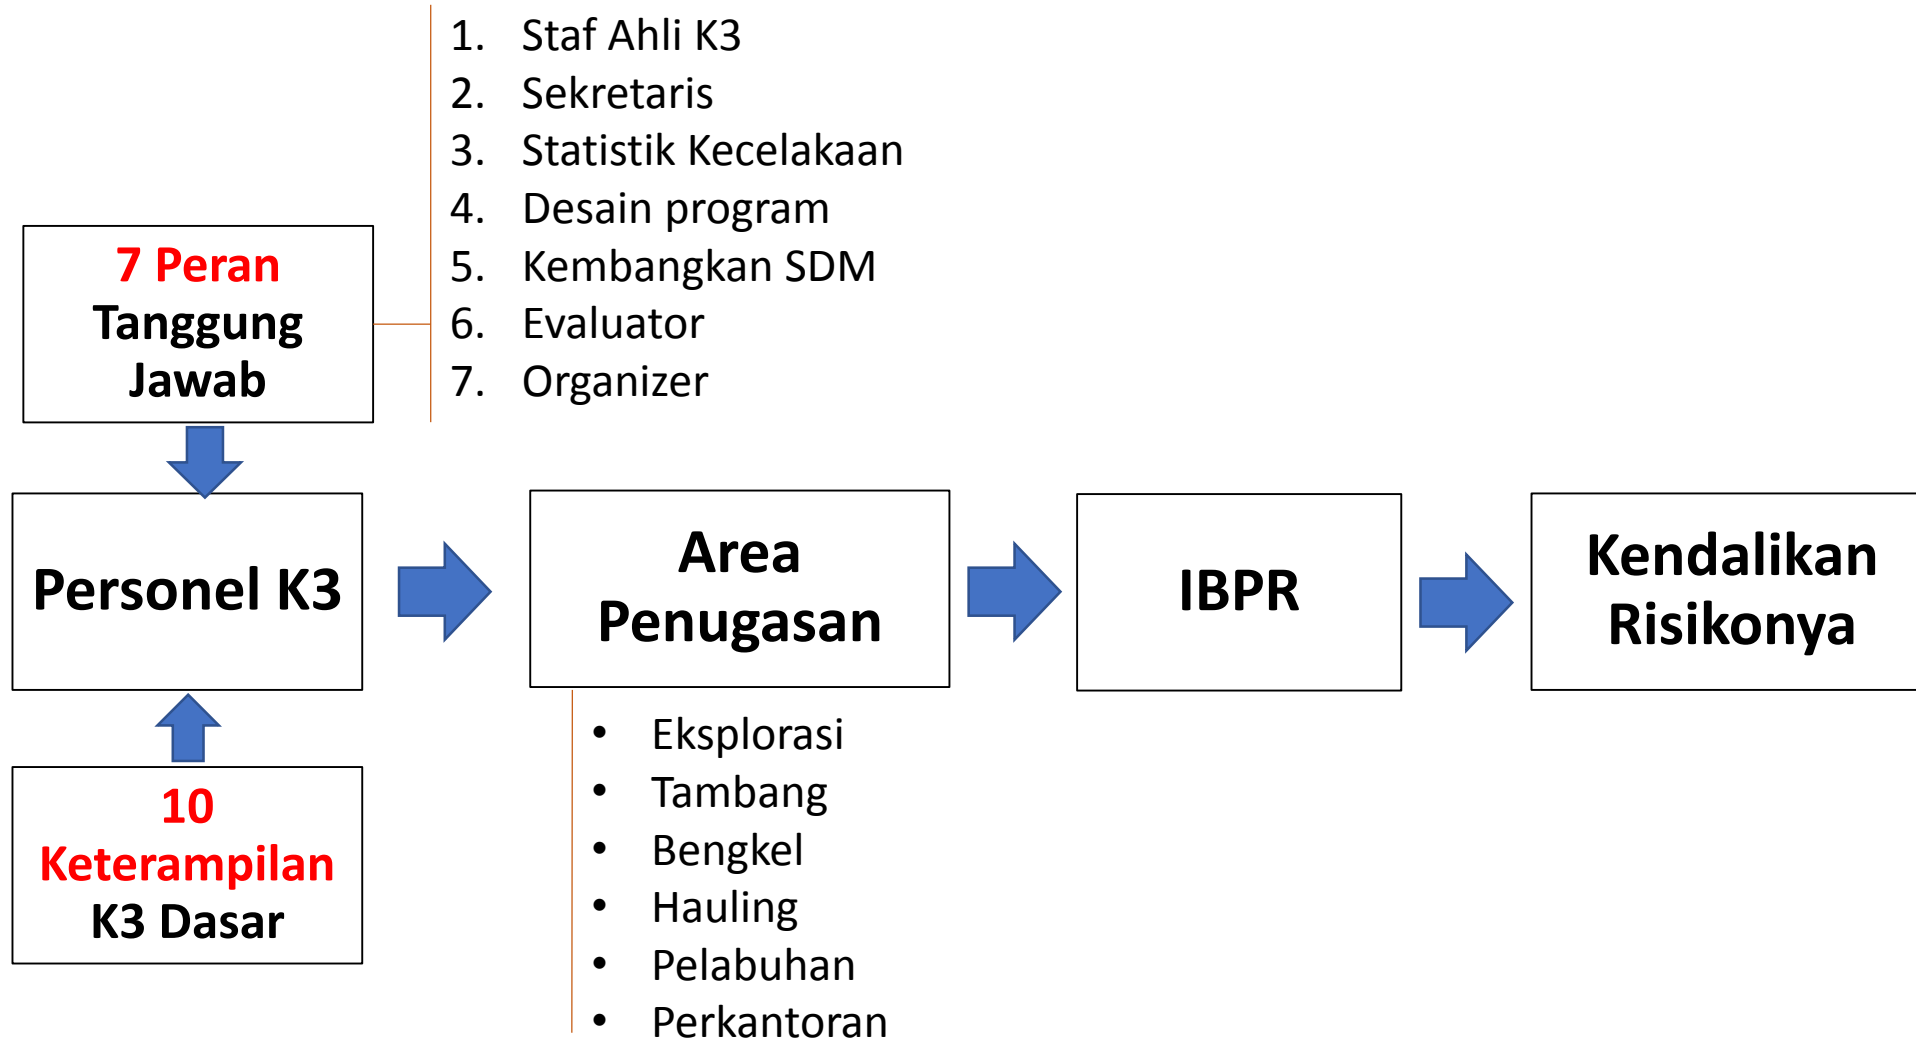 1. Staf Ahli K3
2. Sekretaris
3. Statistik Kecelakaan
4. Desain program
5. Kembangkan SDM
6. Evaluator
7. Organizer
7 Peran
Tanggung
Jawab
Personel K3
10
Keterampilan
K3 Dasar
Area
Penugasan
• Eksplorasi
• Tambang
• Bengkel
• Hauling
• Pelabuhan
• Perkantoran
IBPR
Kendalikan
Risikonya